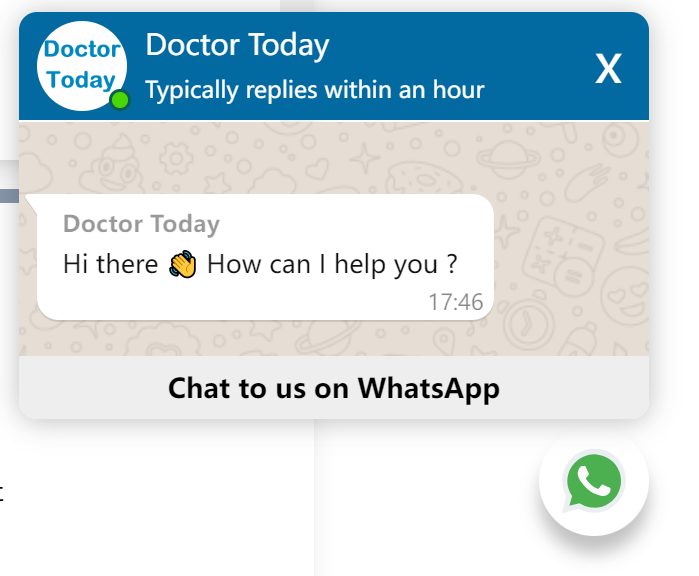 Doctor
Today
Doctor Today
Typically replies within an hour
X
Doctor Today
Hi there 👋 How can I help you ?
17:46
Chat to us on WhatsApp